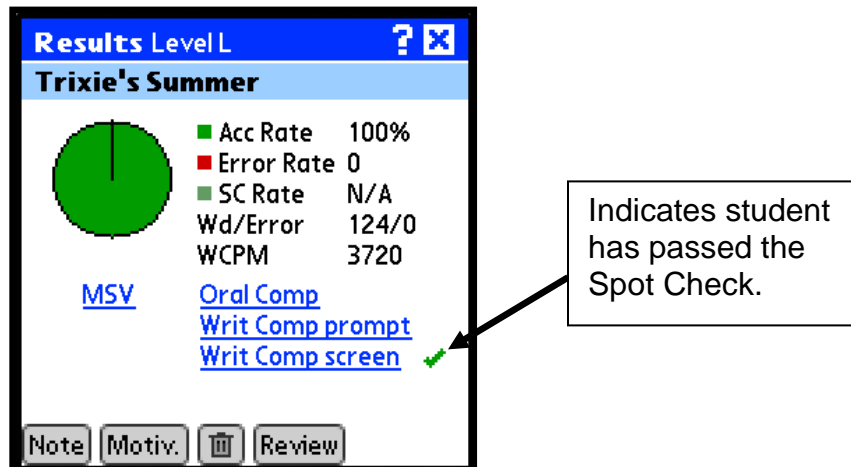 Results Level L ?
Trixie's Summer
Acc Rate 100%
Error Rate 0
SC Rate N/A
Wd/Error 124/0
WCPM 3720
MSV Oral Comp
Writ Comp prompt
Writ Comp screen
Note Motiv. Review
Indicates student
has passed the
Spot Check.